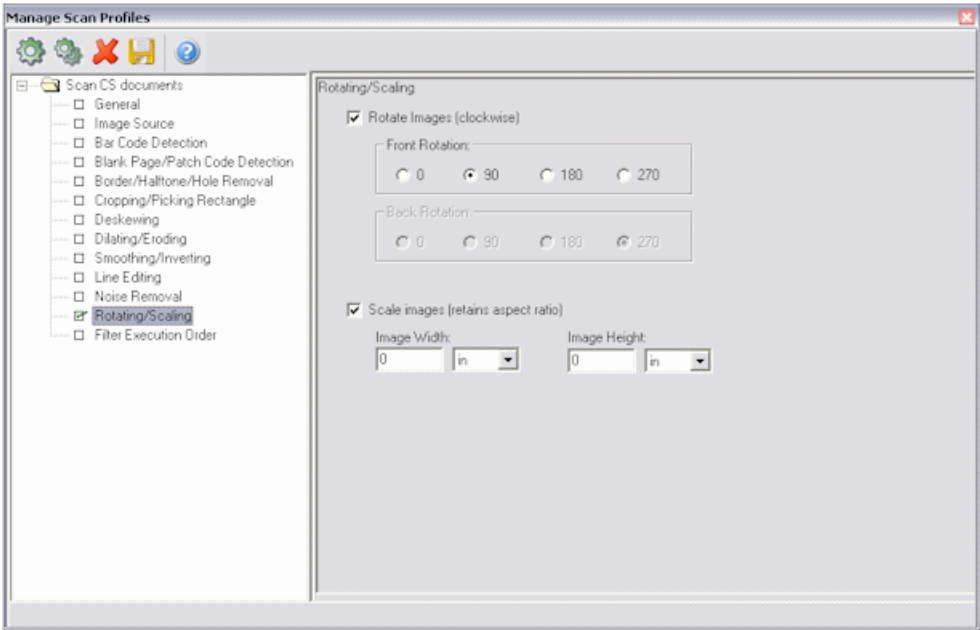 Manage Scan Profiles
Scan CS documents
General
Image Source
Bar Code Detection
Blank Page/Patch Code Detection
Border/Halftone/Hole Removal
Cropping/Picking Rectangle
Deskewing
Dilating/Eroding
Smoothing/Inverting
Line Editing
Noise Removal
Rotating/Scaling
Filter Execution Order
Rotating/Scaling
Rotate Images (clockwise)
Front Rotation:
0 90 180 270
Back Rotation:
0 90 180 270
Scale images (retains aspect ratio)
Image Width: Image Height:
0 in 0 in